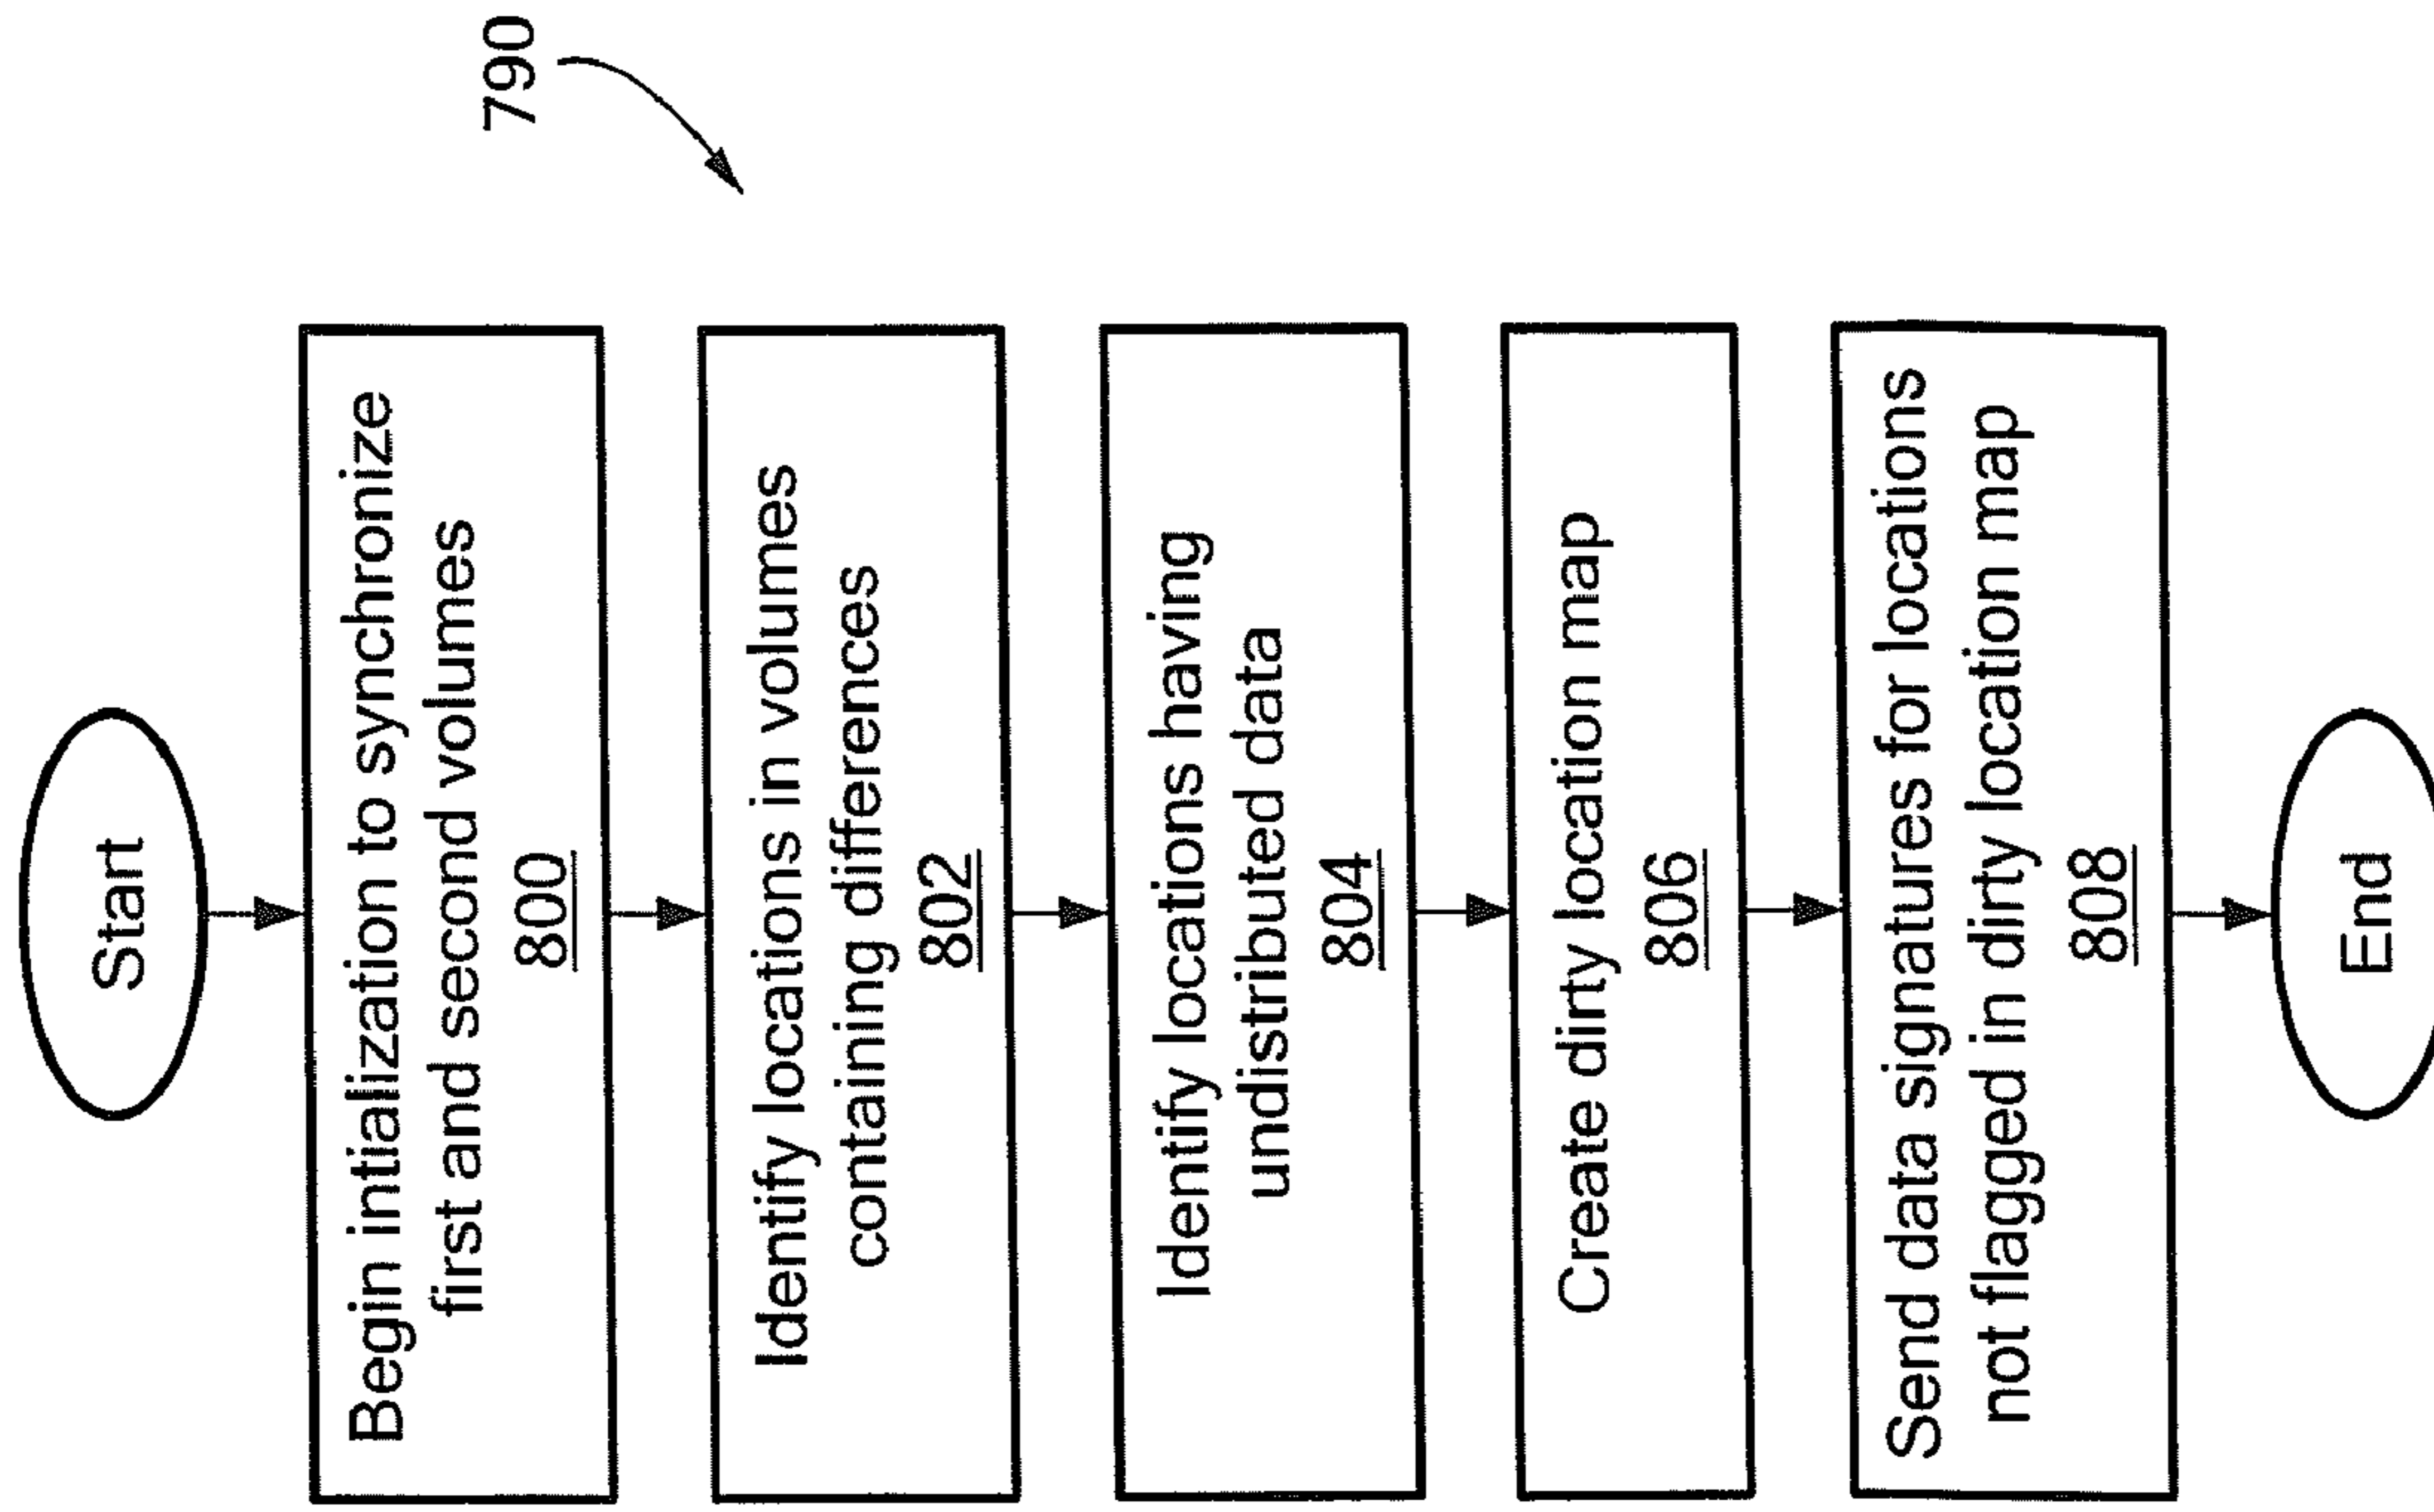 790
Start
Begin intialization to synchronize
first and second volumes
800
Identify locations in volumes
containing differences
802
Identify locations having
undistributed data
804
Create dirty location map
806
Send data signatures for locations
not flagged in dirty location map
808
End